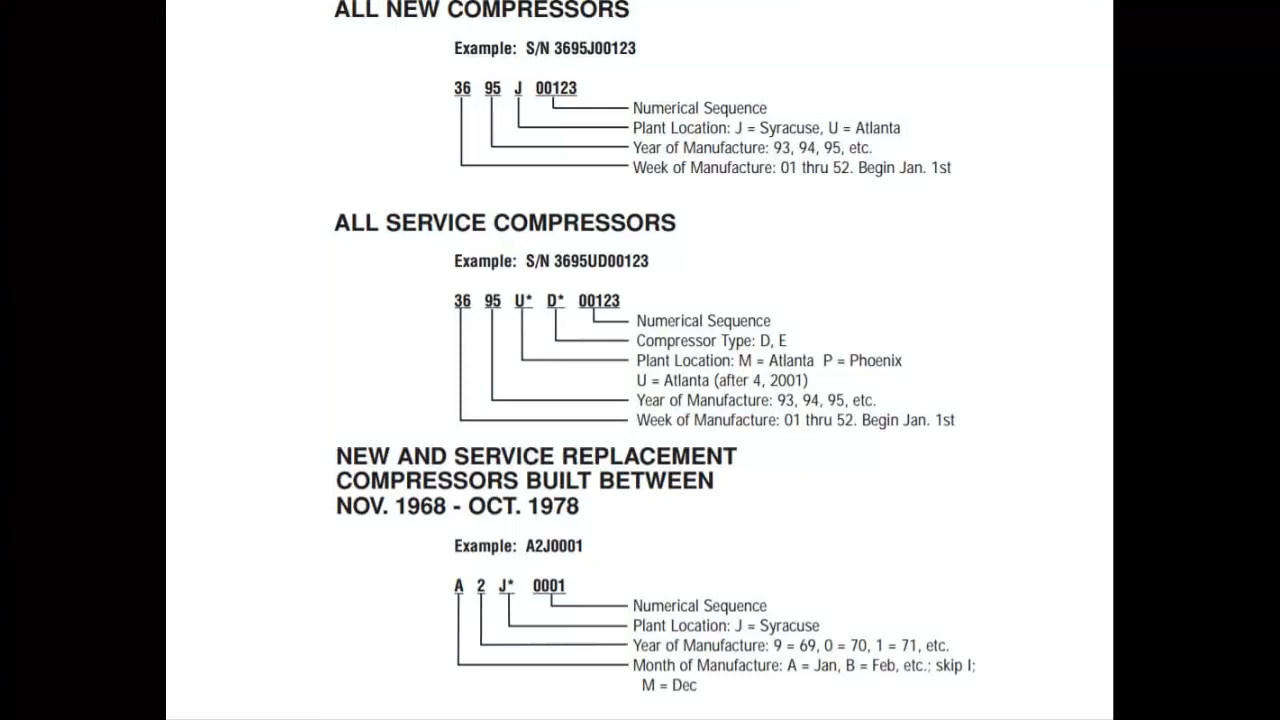 ALL NEW COMPRESSORS
Example: S/N 3695J00123
36 95 J 00123
Numerical Sequence
Plant Location: J = Syracuse, U = Atlanta
Year of Manufacture: 93, 94, 95, etc.
Week of Manufacture: 01 thru 52. Begin Jan. 1st
ALL SERVICE COMPRESSORS
Example: S/N 3695UD00123
36 95 U* D* 00123
Numerical Sequence
Compressor Type: D, E
Plant Location: M = Atlanta P = Phoenix
U = Atlanta (after 4, 2001)
Year of Manufacture: 93, 94, 95, etc.
Week of Manufacture: 01 thru 52. Begin Jan. 1st
NEW AND SERVICE REPLACEMENT
COMPRESSORS BUILT BETWEEN
NOV. 1968 - OCT. 1978
Example: A2J0001
A 2 J* 0001
Numerical Sequence
Plant Location: J = Syracuse
Year of Manufacture: 9 = 69, 0 = 70, 1 = 71, etc.
Month of Manufacture: A = Jan, B = Feb, etc.; skip I;
M = Dec